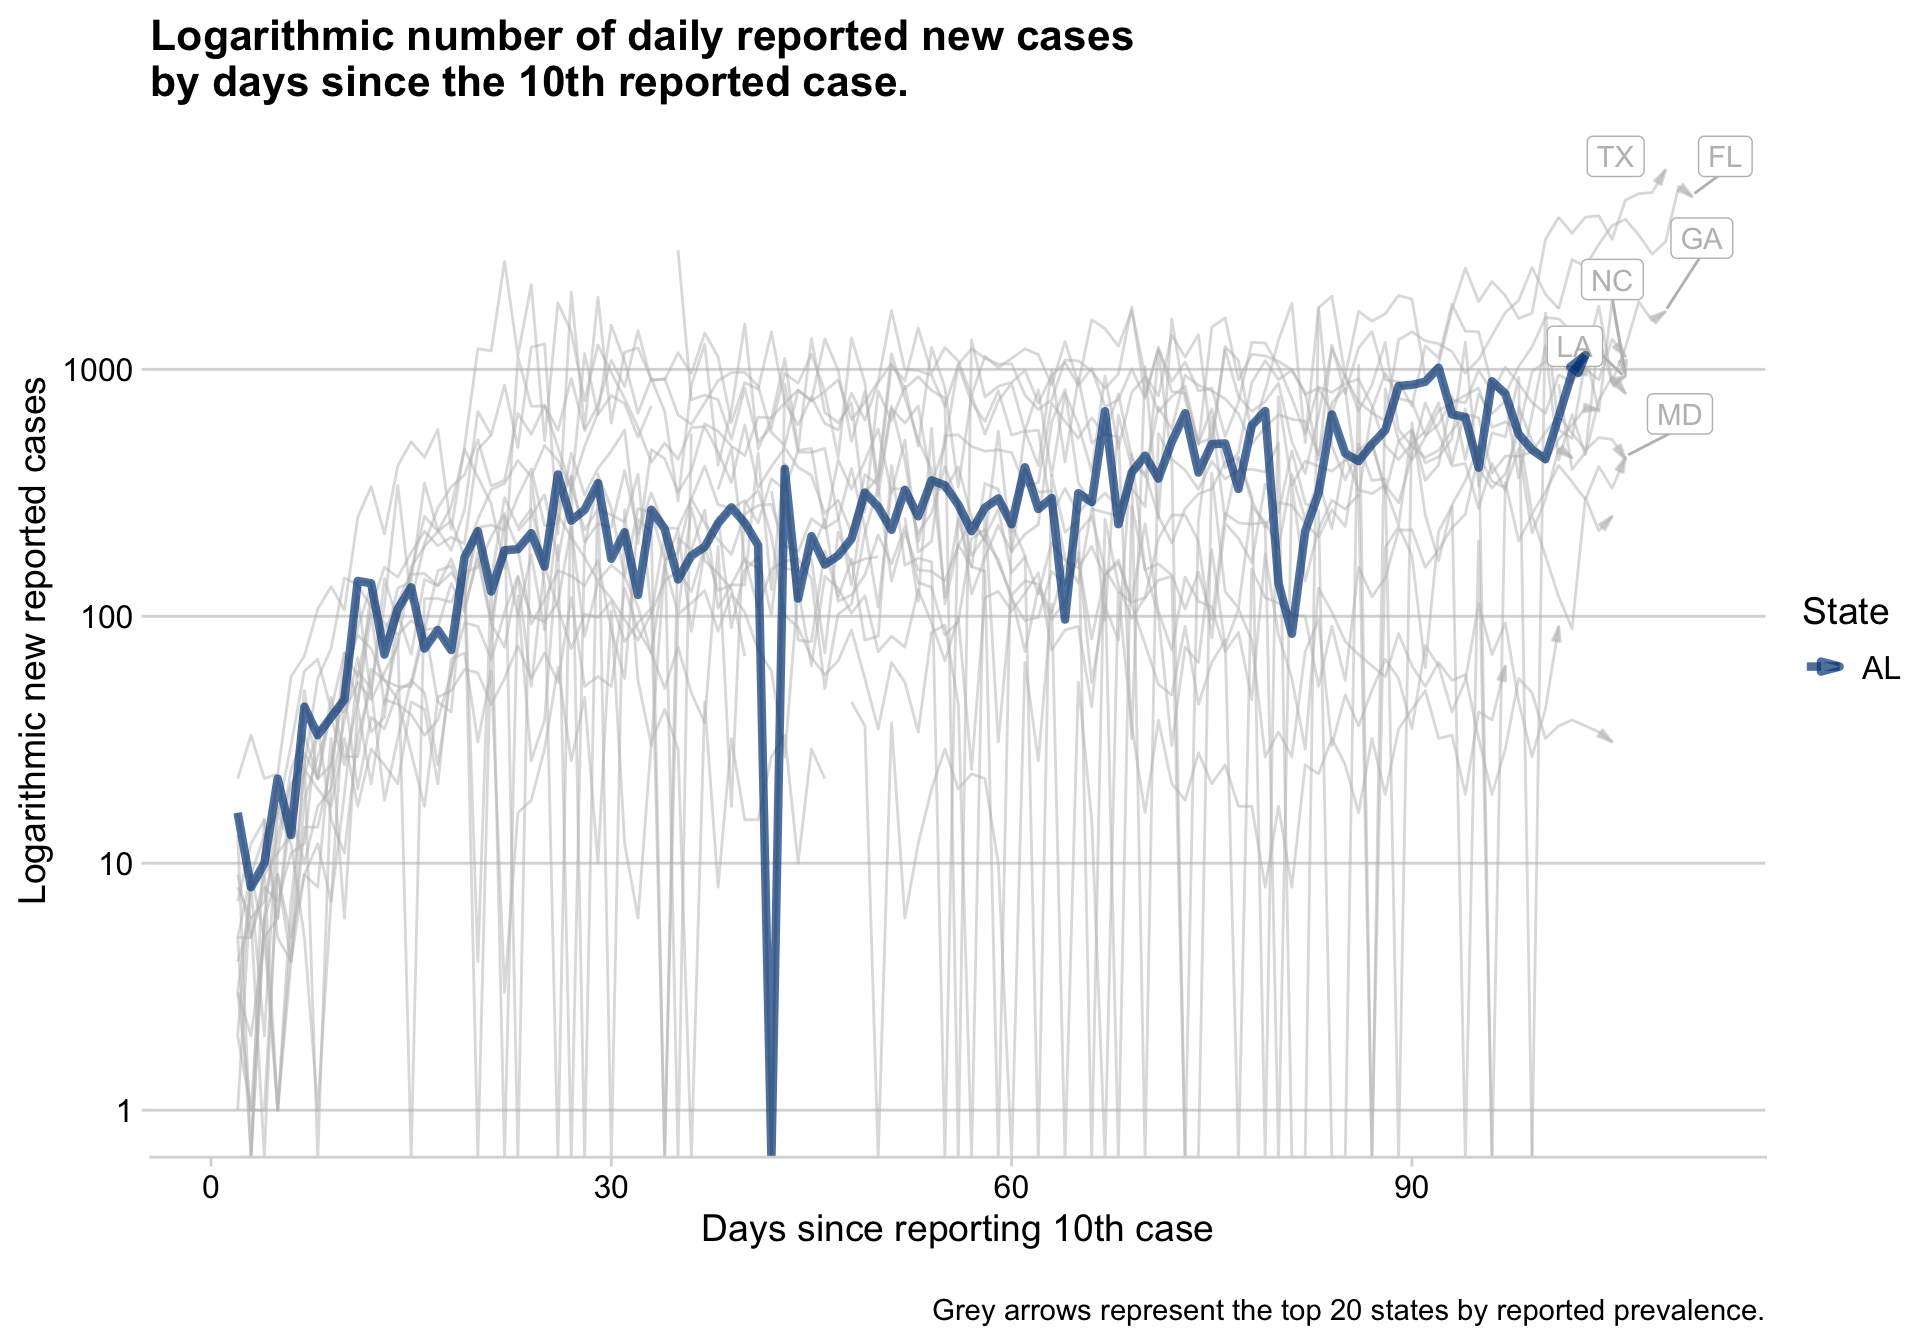 Logarithmic number of daily reported new cases
by days since the 10th reported case.
TX
FL
GA
NC
LA
MD
1000
100
10
1
Logarithmic new reported cases
State
AL
0
30
60
90
Days since reporting 10th case
Grey arrows represent the top 20 states by reported prevalence.